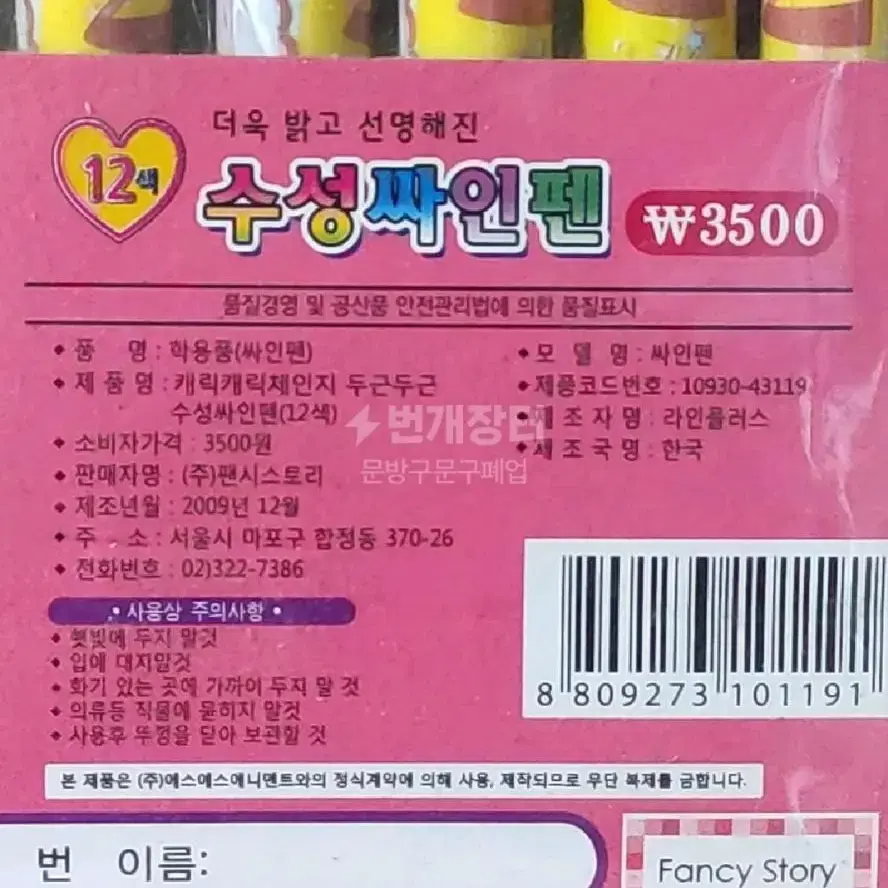 더욱 밝고 선명해진
12색
수성싸인펜
₩3500
품질경영 및 공산품 안전관리법에 의한 품질표시
• 품 명 : 학용품(싸인펜)
• 제 품 명 : 캐릭캐릭체인지 두근두근
수성싸인펜(12색)
• 소비자가격 : 3500원
• 판매자명 : (주)팬시스토리
• 제조년월 : 2009년 12월
• 주 소 : 서울시 마포구 합정동 370-26
• 전화번호 : 02)322-7386
• 모 델 명 : 싸인펜
• 제품코드번호 : 10930-43119
제 조 자 명 : 라인플러스
• 제 조 국 명 : 한국
번개장터
문방구문구폐업
• 사용상 주의사항 •
• 햇빛에 두지 말것
• 입에 대지말것
• 화기 있는 곳에 가까이 두지 말 것
• 의류등 직물에 묻히지 말것
• 사용후 뚜껑을 닫아 보관할 것
8 809273 101191
본 제품은 (주)에스에스애니멘트와의 정식계약에 의해 사용, 제작되므로 무단 복제를 금합니다.
번 이름:
Fancy Story